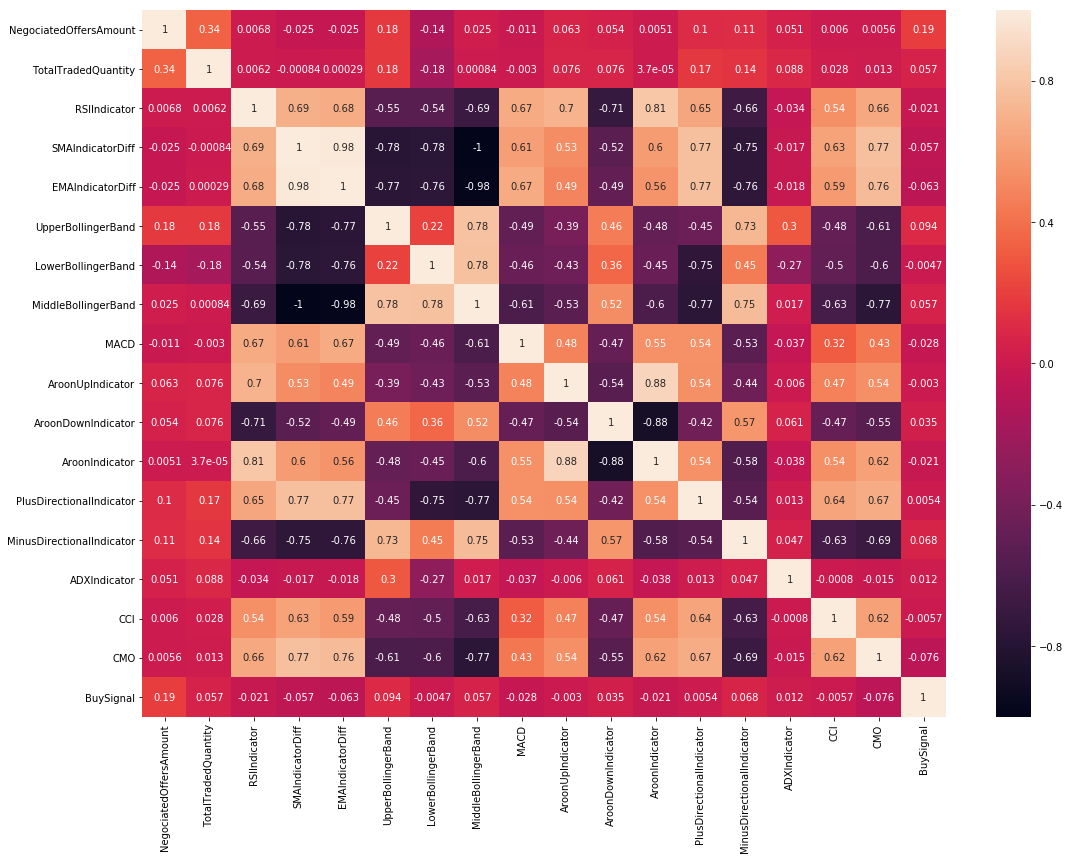 NegociatedOffersAmount 1 0.34 0.0068 -0.025 -0.025 0.18 -0.14 0.025 -0.011 0.063 0.054 0.0051 0.1 0.11 0.051 0.006 0.0056 0.19
TotalTradedQuantity 0.34 1 0.0062 -0.00084 0.00029 0.18 -0.18 0.00084 -0.003 0.076 0.076 3.7e-05 0.17 0.14 0.088 0.028 0.013 0.057
0.8
RSIIndicator 0.0068 0.0062 1 0.69 0.68 -0.55 -0.54 -0.69 0.67 0.7 -0.71 0.81 0.65 -0.66 -0.034 0.54 0.66 -0.021
SMAIndicatorDiff -0.025 -0.00084 0.69 1 0.98 -0.78 -0.78 -1 0.61 0.53 -0.52 0.6 0.77 -0.75 -0.017 0.63 0.77 -0.057
EMAIndicatorDiff -0.025 0.00029 0.68 0.98 1 -0.77 -0.76 -0.98 0.67 0.49 -0.49 0.56 0.77 -0.76 -0.018 0.59 0.76 -0.063
UpperBollingerBand 0.18 0.18 -0.55 -0.78 -0.77 1 0.22 0.78 -0.49 -0.39 0.46 -0.48 -0.45 0.73 0.3 -0.48 -0.61 0.094
0.4
LowerBollingerBand -0.14 -0.18 -0.54 -0.78 -0.76 0.22 1 0.78 -0.46 -0.43 0.36 -0.45 -0.75 0.45 -0.27 -0.5 -0.6 -0.0047
MiddleBollingerBand 0.025 0.00084 -0.69 -1 -0.98 0.78 0.78 1 -0.61 -0.53 0.52 -0.6 -0.77 0.75 0.017 -0.63 -0.77 0.057
MACD -0.011 -0.003 0.67 0.61 0.67 -0.49 -0.46 -0.61 1 0.48 -0.47 0.55 0.54 -0.53 -0.037 0.32 0.43 -0.028
0.0
AroonUpIndicator 0.063 0.076 0.7 0.53 0.49 -0.39 -0.43 -0.53 0.48 1 -0.54 0.88 0.54 -0.44 -0.006 0.47 0.54 -0.003
AroonDownIndicator 0.054 0.076 -0.71 -0.52 -0.49 0.46 0.36 0.52 -0.47 -0.54 1 -0.88 -0.42 0.57 0.061 -0.47 -0.55 0.035
AroonIndicator 0.0051 3.7e-05 0.81 0.6 0.56 -0.48 -0.45 -0.6 0.55 0.88 -0.88 1 0.54 -0.58 -0.038 0.54 0.62 -0.021
PlusDirectionalIndicator 0.1 0.17 0.65 0.77 0.77 -0.45 -0.75 -0.77 0.54 0.54 -0.42 0.54 1 -0.54 0.013 0.64 0.67 0.0054
−0.4
MinusDirectionalIndicator 0.11 0.14 -0.66 -0.75 -0.76 0.73 0.45 0.75 -0.53 -0.44 0.57 -0.58 -0.54 1 0.047 -0.63 -0.69 0.068
ADXIndicator 0.051 0.088 -0.034 -0.017 -0.018 0.3 -0.27 0.017 -0.037 -0.006 0.061 -0.038 0.013 0.047 1 -0.0008 -0.015 0.012
CCI 0.006 0.028 0.54 0.63 0.59 -0.48 -0.5 -0.63 0.32 0.47 -0.47 0.54 0.64 -0.63 -0.0008 1 0.62 -0.0057
CMO 0.0056 0.013 0.66 0.77 0.76 -0.61 -0.6 -0.77 0.43 0.54 -0.55 0.62 0.67 -0.69 -0.015 0.62 1 -0.076
−0.8
BuySignal 0.19 0.057 -0.021 -0.057 -0.063 0.094 -0.0047 0.057 -0.028 -0.003 0.035 -0.021 0.0054 0.068 0.012 -0.0057 -0.076 1
NegociatedOffersAmount
TotalTradedQuantity
RSIIndicator
SMAIndicatorDiff
EMAIndicatorDiff
UpperBollingerBand
LowerBollingerBand
MiddleBollingerBand
MACD
AroonUpIndicator
AroonDownIndicator
AroonIndicator
PlusDirectionalIndicator
MinusDirectionalIndicator
ADXIndicator
CCI
CMO
BuySignal